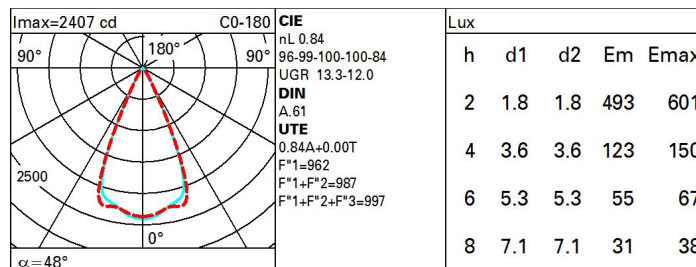 Imax=2407 cd C0-180
90° 180° 90°
2500
0°
α=48°
CIE
nL 0.84
96-99-100-100-84
UGR 13.3-12.0
DIN
A.61
UTE
0.84A+0.00T
F"1=962
F"1+F"2=987
F"1+F"2+F"3=997
Lux
h d1 d2 Em Emax
2 1.8 1.8 493 601
4 3.6 3.6 123 150
6 5.3 5.3 55 67
8 7.1 7.1 31 38